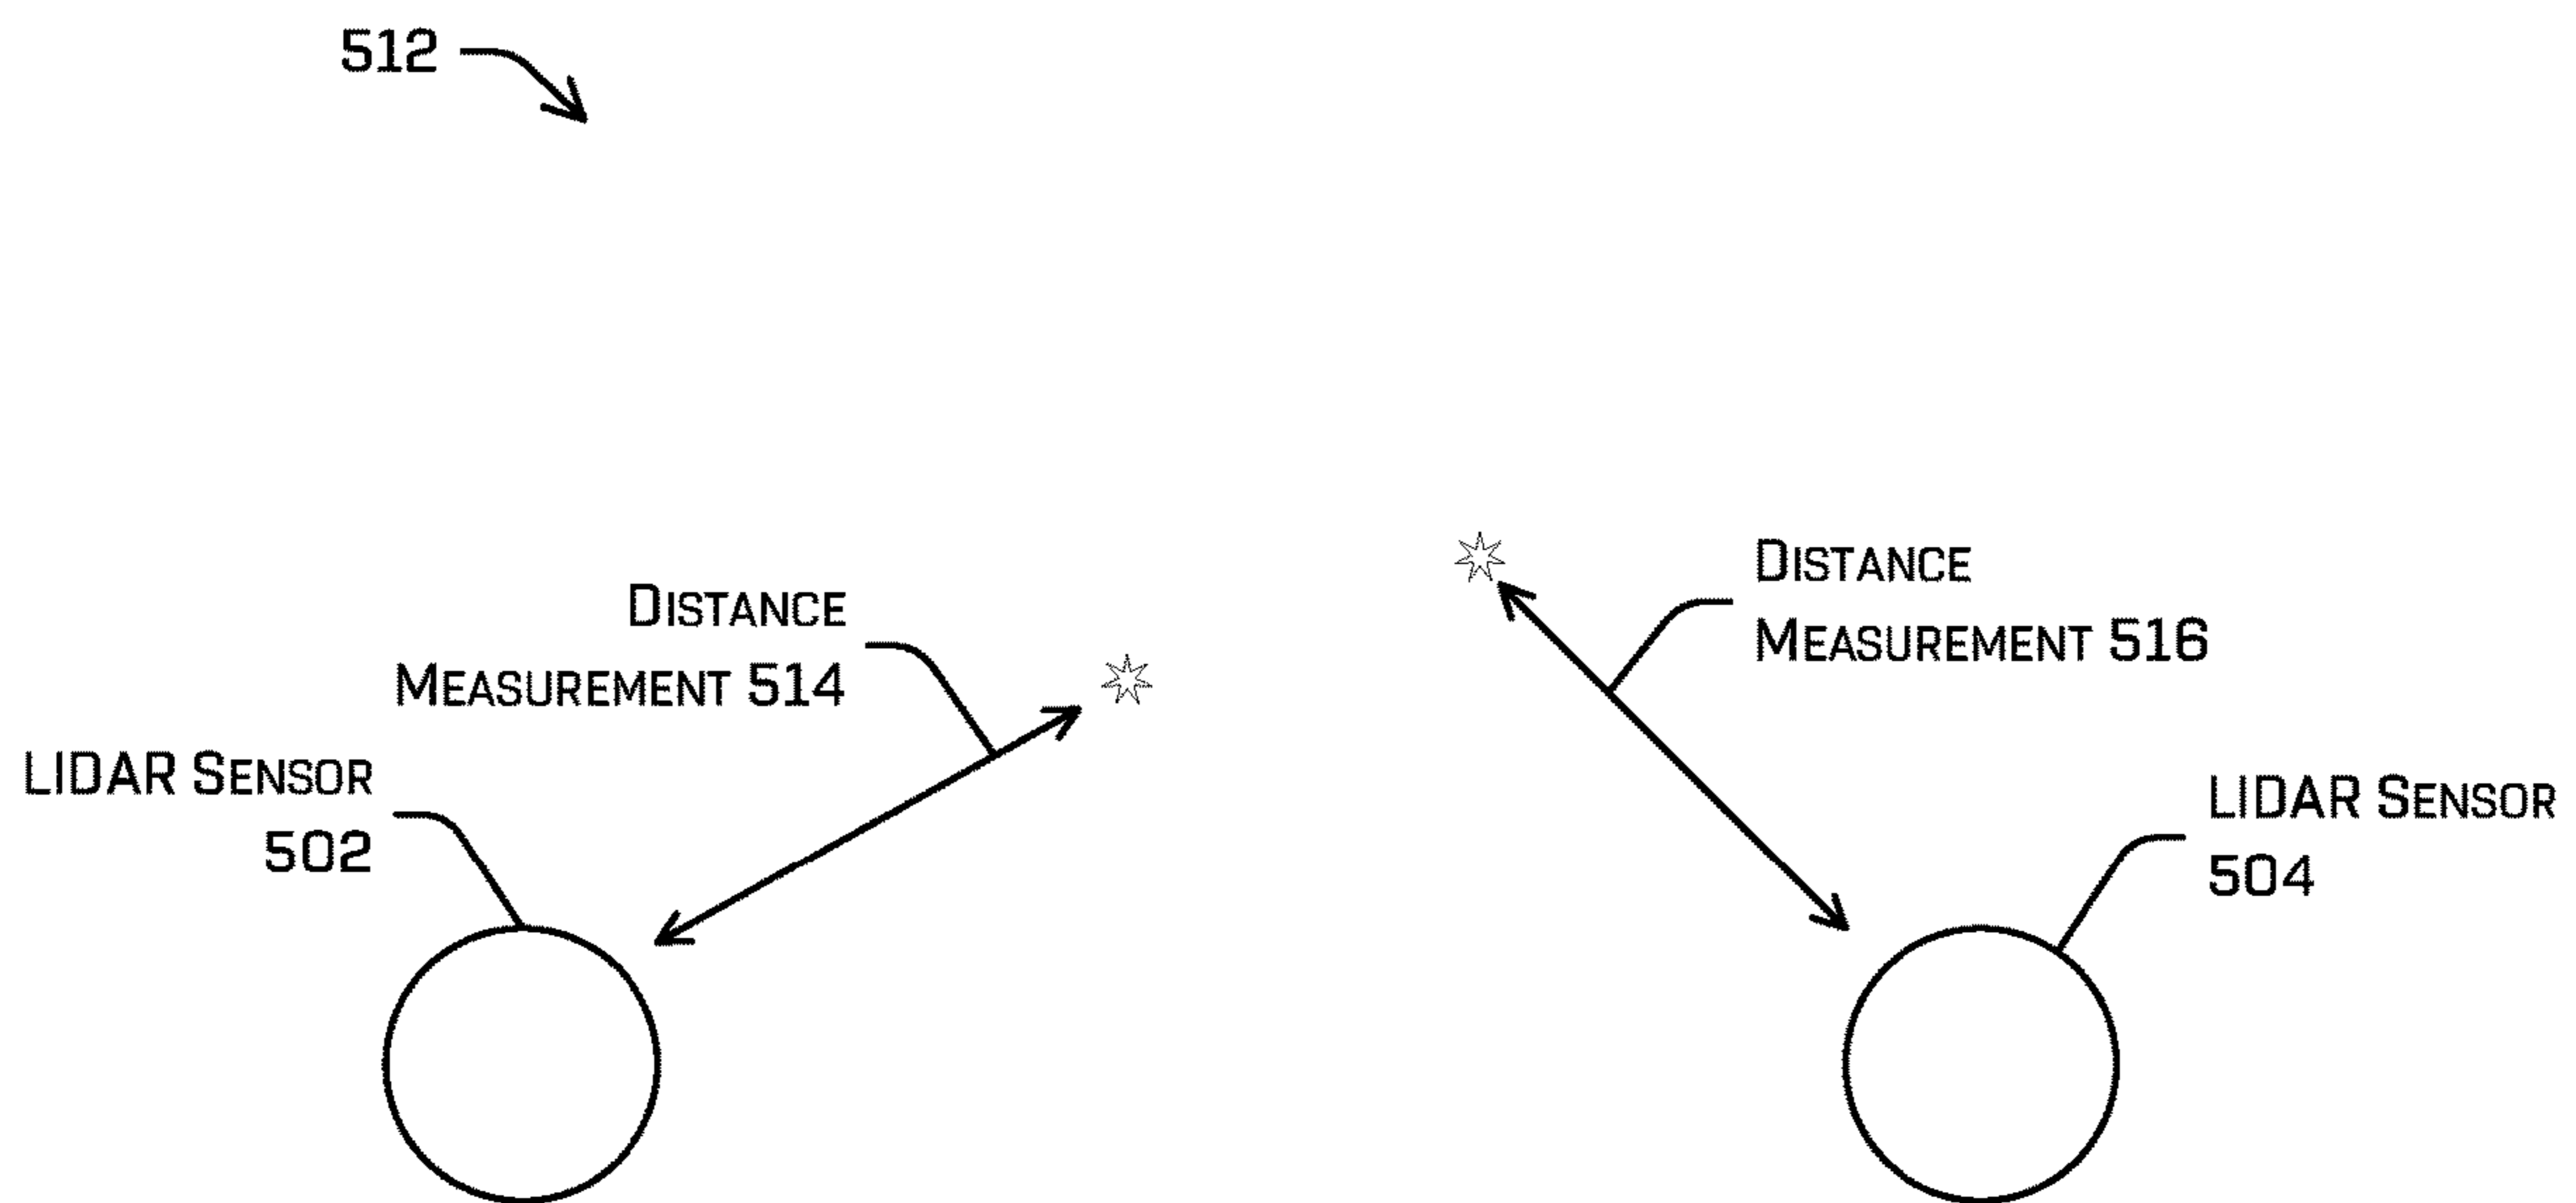 512
DISTANCE
MEASUREMENT 516
DISTANCE
MEASUREMENT 514
LIDAR SENSOR
502
LIDAR SENSOR
504